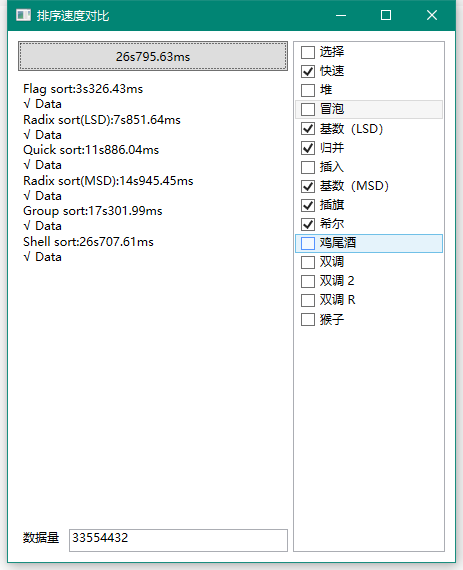 排序速度对比
26s795.63ms
Flag sort:3s326.43ms
√ Data
Radix sort(LSD):7s851.64ms
√ Data
Quick sort:11s886.04ms
√ Data
Radix sort(MSD):14s945.45ms
√ Data
Group sort:17s301.99ms
√ Data
Shell sort:26s707.61ms
√ Data
选择
快速
堆
冒泡
基数（LSD）
归并
插入
基数（MSD）
插旗
希尔
鸡尾酒
双调
双调 2
双调 R
猴子
数据量 33554432